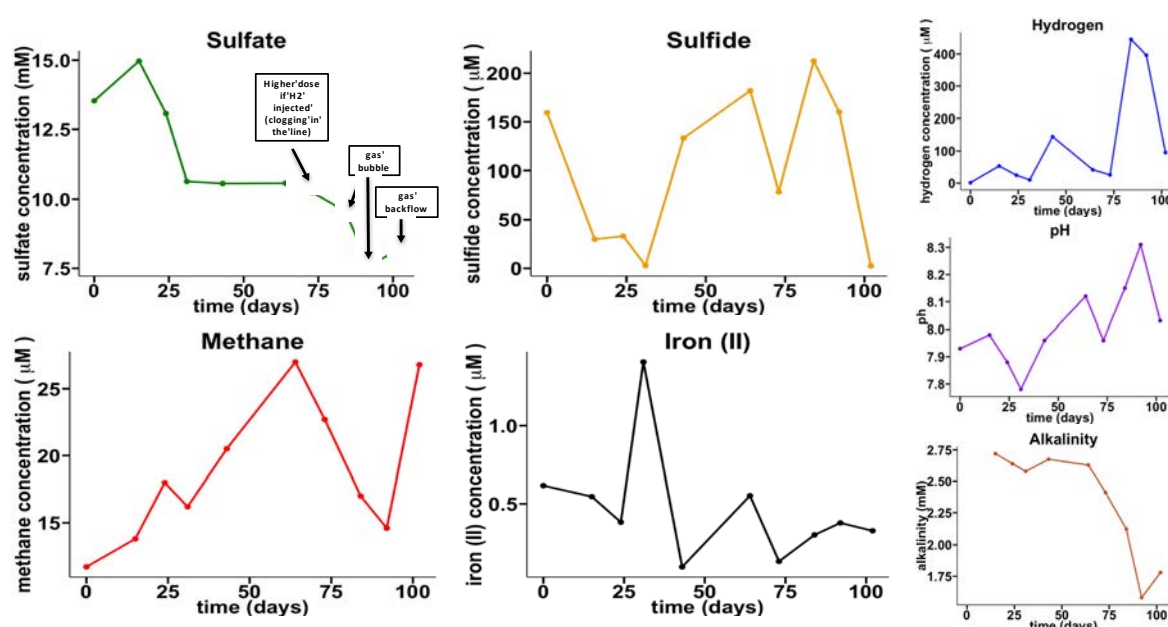 Sulfate
sulfate concentration (mM)
15.0
12.5
10.0
7.5
0
25
50
75
100
time (days)
Higher'dose
if'H2'
injected'
(clogging'in'
the'line)
gas'
bubble
gas'
backflow
Sulfide
sulfide concentration ( μM)
200
150
100
50
0
0
25
50
75
100
time (days)
Hydrogen
hydrogen concentration ( μM)
400
300
200
100
0
0
25
50
75
100
time (days)
pH
ph
8.3
8.2
8.1
8.0
7.9
7.8
0
25
50
75
100
time (days)
Methane
methane concentration ( μM)
25
20
15
0
25
50
75
100
time (days)
Iron (II)
iron (II) concentration ( μM)
1.0
0.5
0
25
50
75
100
time (days)
Alkalinity
alkalinity (mM)
2.75
2.50
2.25
2.00
1.75
0
25
50
75
100
time (days)